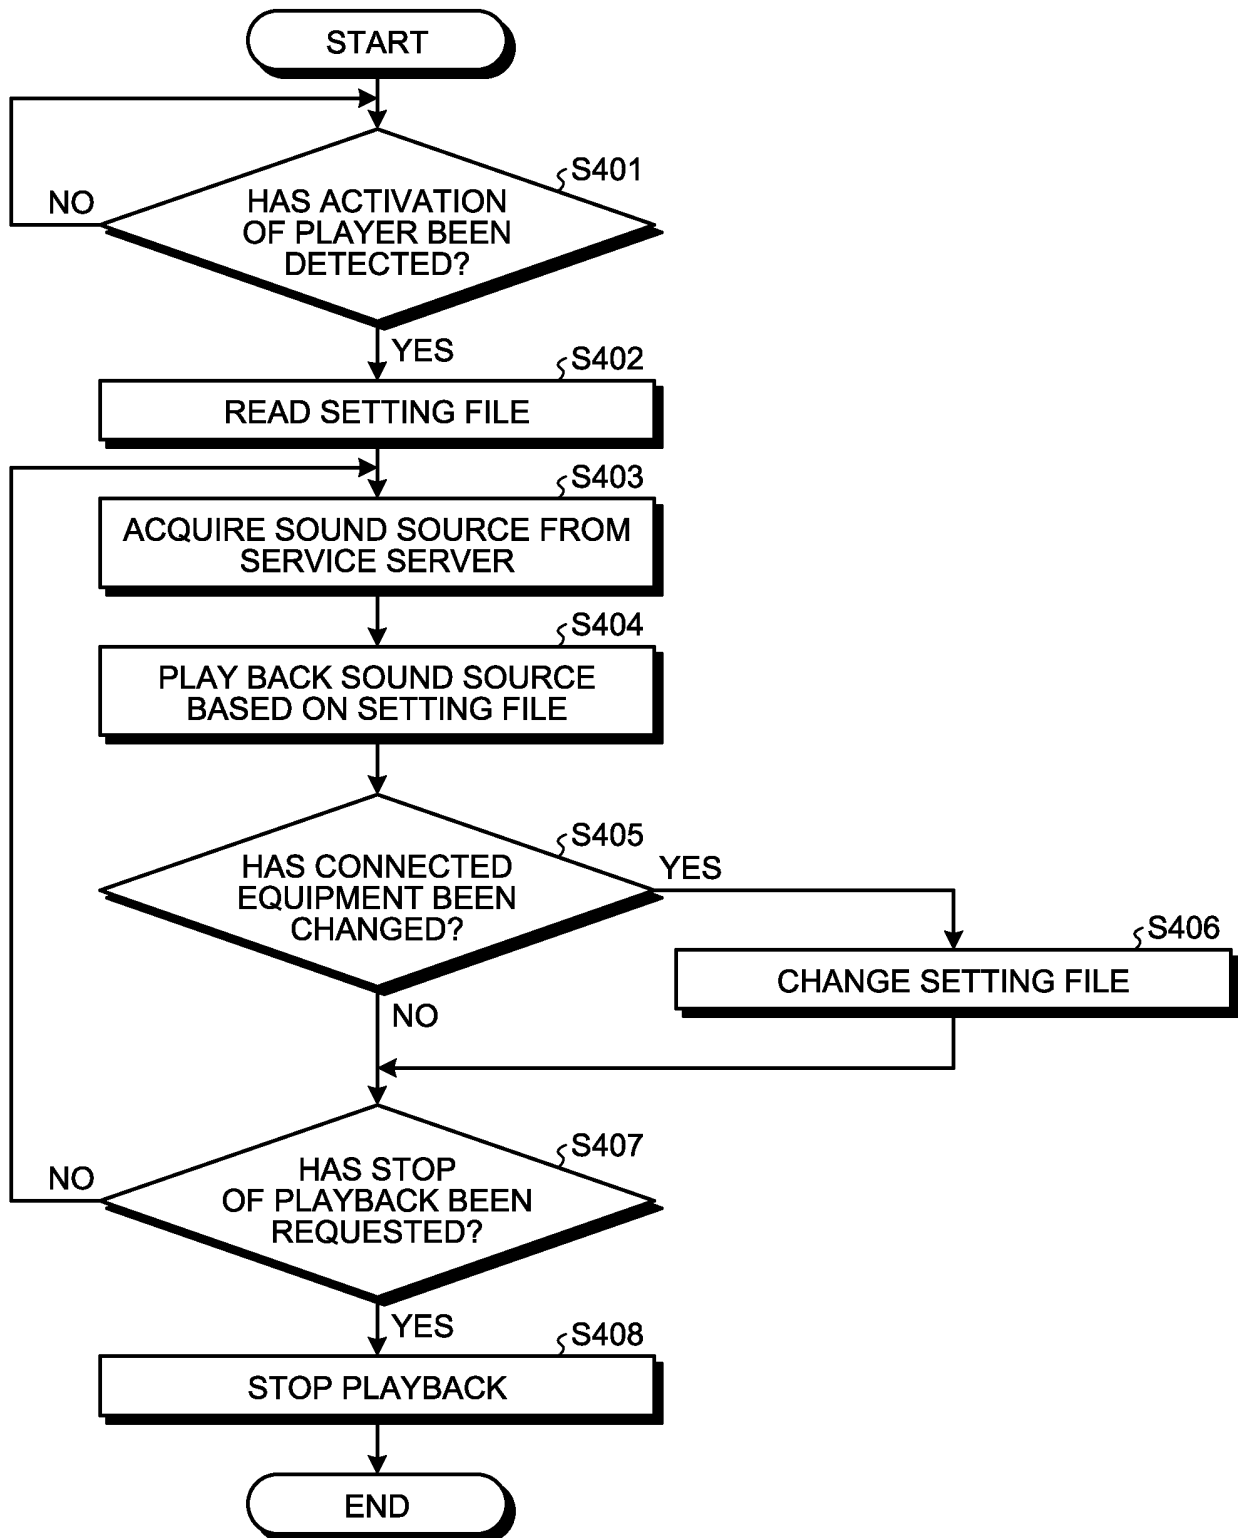 START
S401
NO
HAS ACTIVATION
OF PLAYER BEEN
DETECTED?
YES
S402
READ SETTING FILE
S403
ACQUIRE SOUND SOURCE FROM
SERVICE SERVER
S404
PLAY BACK SOUND SOURCE
BASED ON SETTING FILE
S405
HAS CONNECTED
EQUIPMENT BEEN
CHANGED?
YES
S406
CHANGE SETTING FILE
NO
S407
NO
HAS STOP
OF PLAYBACK BEEN
REQUESTED?
YES
S408
STOP PLAYBACK
END